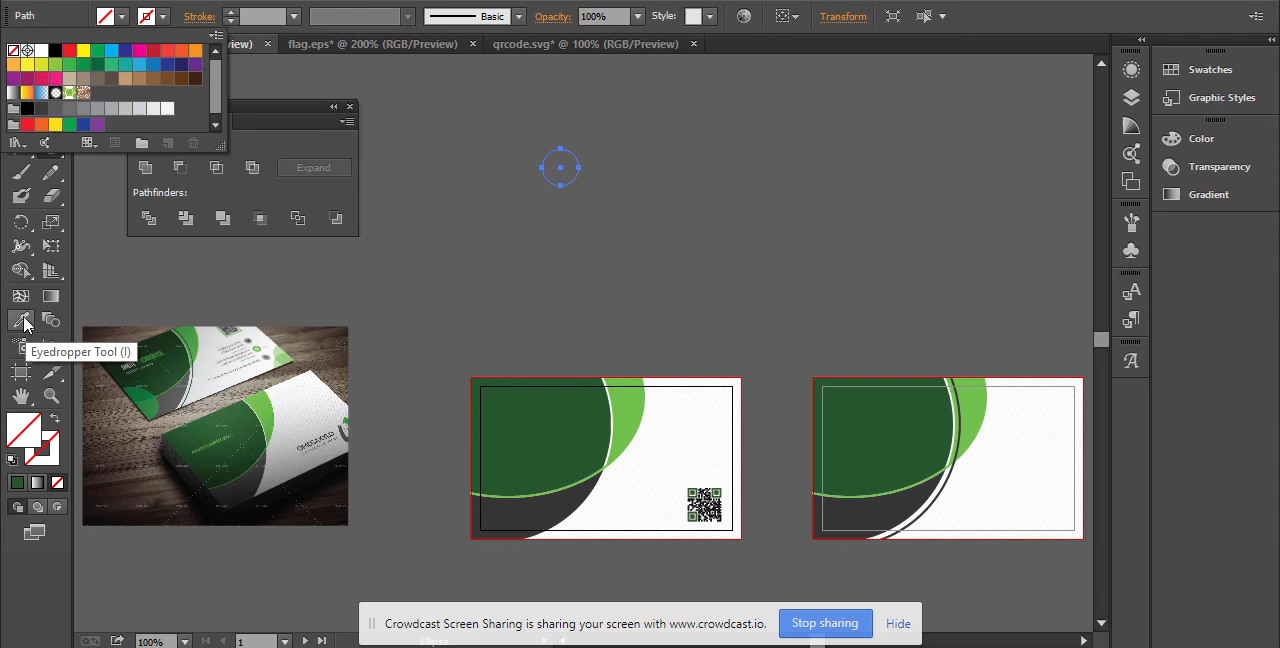 Path
Stroke:
Basic
Opacity:
100%
Style:
Transform
view)
flag.eps* @ 200% (RGB/Preview)
qrcode.svg* @ 100% (RGB/Preview)
Swatches
Graphic Styles
Color
Transparency
Gradient
Expand
Pathfinders:
Eyedropper Tool (I)
OMEGAKYLO
Crowdcast Screen Sharing is sharing your screen with www.crowdcast.io.
Stop sharing
Hide
100%
1
Ellipse